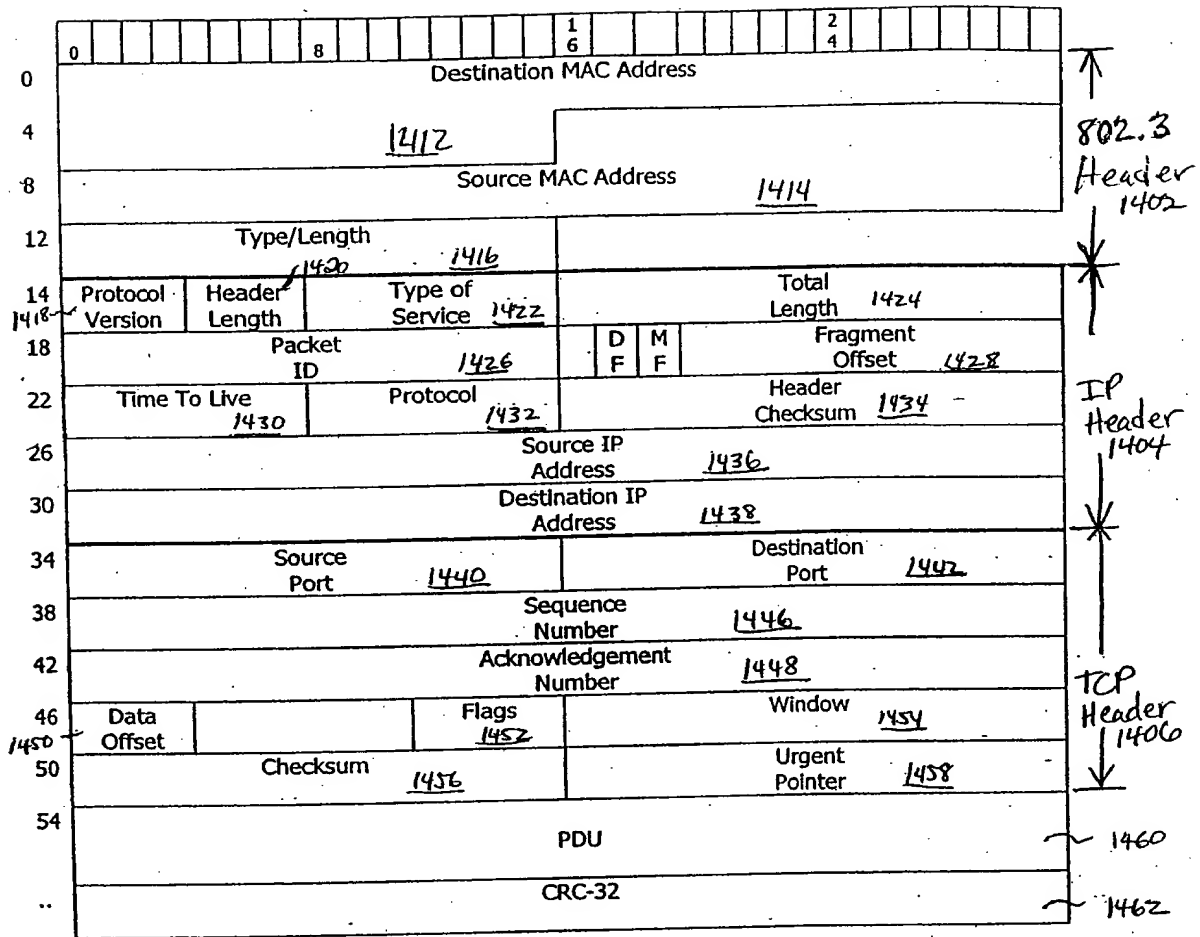 0 8 16 24
0 Destination MAC Address
4 1412
8 Source MAC Address 1414
802.3 Header 1402
12 Type/Length 1416
1420
14 Protocol Version Header Length Type of Service 1422 Total Length 1424
1418
18 Packet ID 1426 DF MF Fragment Offset 1428
22 Time To Live 1430 Protocol 1432 Header Checksum 1434
IP Header 1404
26 Source IP Address 1436
30 Destination IP Address 1438
34 Source Port 1440 Destination Port 1442
38 Sequence Number 1446
42 Acknowledgement Number 1448
TCP Header 1406
46 Data Offset Flags 1452 Window 1454
1450
50 Checksum 1456 Urgent Pointer 1458
54
PDU 1460
.. CRC-32 1462